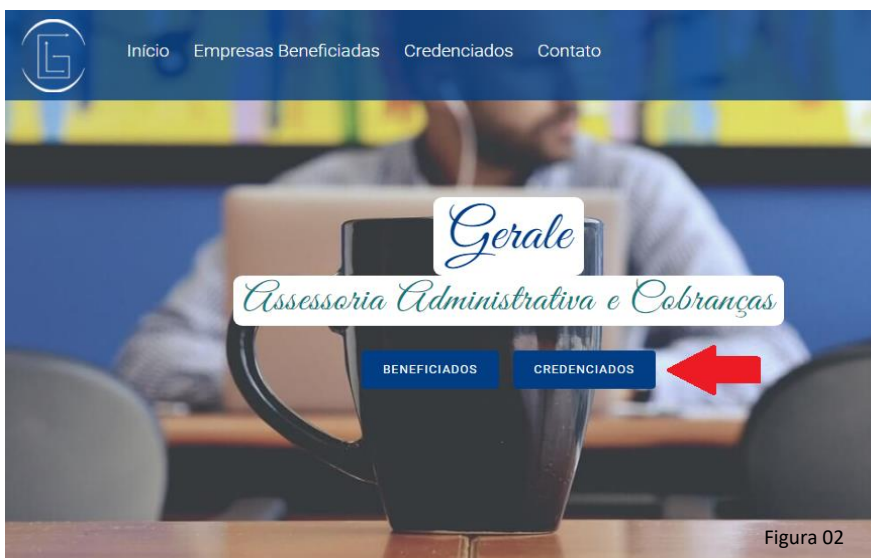 Início Empresas Beneficiadas Credenciados Contato
Gerale
Assessoria Administrativa e Cobranças
BENEFICIADOS CREDENCIADOS
Figura 02